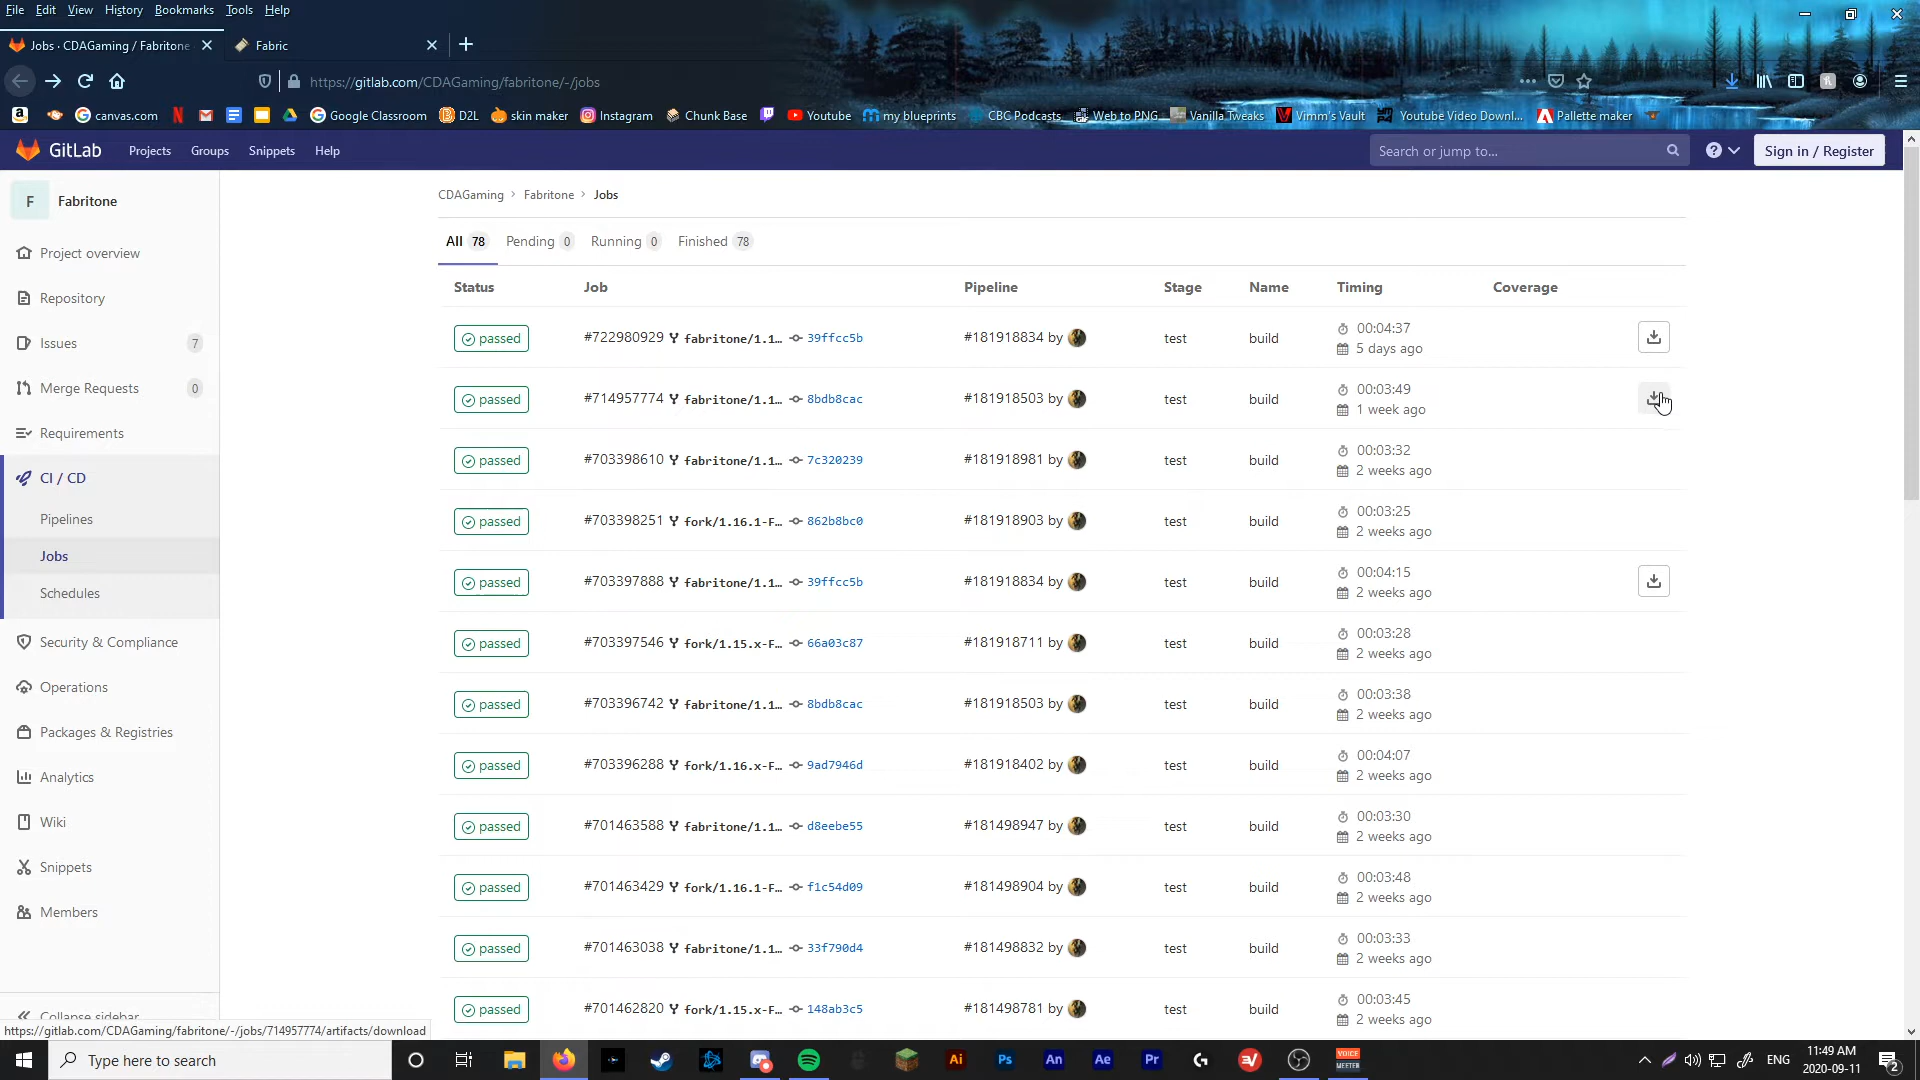 File Edit View History Bookmarks Tools Help
Jobs · CDAGaming / Fabritone
Fabric
https://gitlab.com/CDAGaming/fabritone/-/jobs
canvas.com Google Classroom D2L skin maker Instagram Chunk Base Youtube my blueprints CBC Podcasts Web to PNG Vanilla Tweaks Vimm's Vault Youtube Video Downl... Pallette maker
GitLab Projects Groups Snippets Help Search or jump to... Sign in / Register
F Fabritone
Project overview
Repository
Issues 7
Merge Requests 0
Requirements
CI / CD
Pipelines
Jobs
Schedules
Security & Compliance
Operations
Packages & Registries
Analytics
Wiki
Snippets
Members
Collapse sidebar
CDAGaming › Fabritone › Jobs
All 78 Pending 0 Running 0 Finished 78
Status Job Pipeline Stage Name Timing Coverage
passed #722980929 fabritone/1.1… 39ffcc5b #181918834 by test build 00:04:37
5 days ago
passed #714957774 fabritone/1.1… 8bdb8cac #181918503 by test build 00:03:49
1 week ago
passed #703398610 fabritone/1.1… 7c320239 #181918981 by test build 00:03:32
2 weeks ago
passed #703398251 fork/1.16.1-F… 862b8bc0 #181918903 by test build 00:03:25
2 weeks ago
passed #703397888 fabritone/1.1… 39ffcc5b #181918834 by test build 00:04:15
2 weeks ago
passed #703397546 fork/1.15.x-F… 66a03c87 #181918711 by test build 00:03:28
2 weeks ago
passed #703396742 fabritone/1.1… 8bdb8cac #181918503 by test build 00:03:38
2 weeks ago
passed #703396288 fork/1.16.x-F… 9ad7946d #181918402 by test build 00:04:07
2 weeks ago
passed #701463588 fabritone/1.1… d8eebe55 #181498947 by test build 00:03:30
2 weeks ago
passed #701463429 fork/1.16.1-F… f1c54d09 #181498904 by test build 00:03:48
2 weeks ago
passed #701463038 fabritone/1.1… 33f790d4 #181498832 by test build 00:03:33
2 weeks ago
passed #701462820 fork/1.15.x-F… 148ab3c5 #181498781 by test build 00:03:45
2 weeks ago
https://gitlab.com/CDAGaming/fabritone/-/jobs/714957774/artifacts/download
Type here to search
Ai Ps An Ae Pr
VOICE
MEETER
ENG
11:49 AM
2020-09-11
2